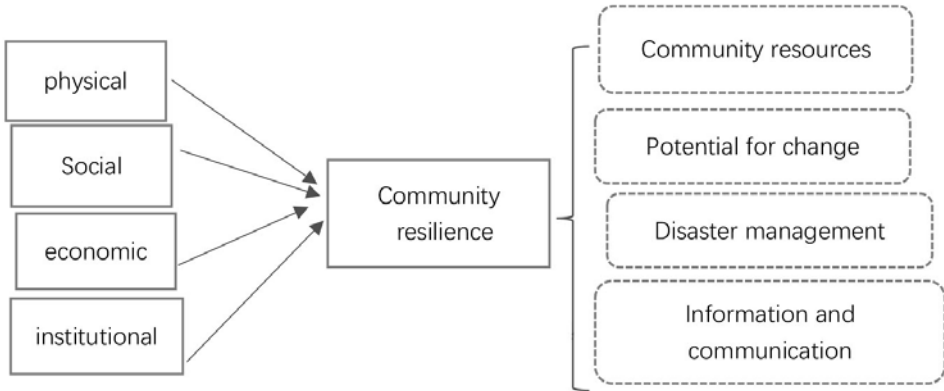 physical
Social
economic
institutional
Community
resilience
Community resources
Potential for change
Disaster management
Information and
communication